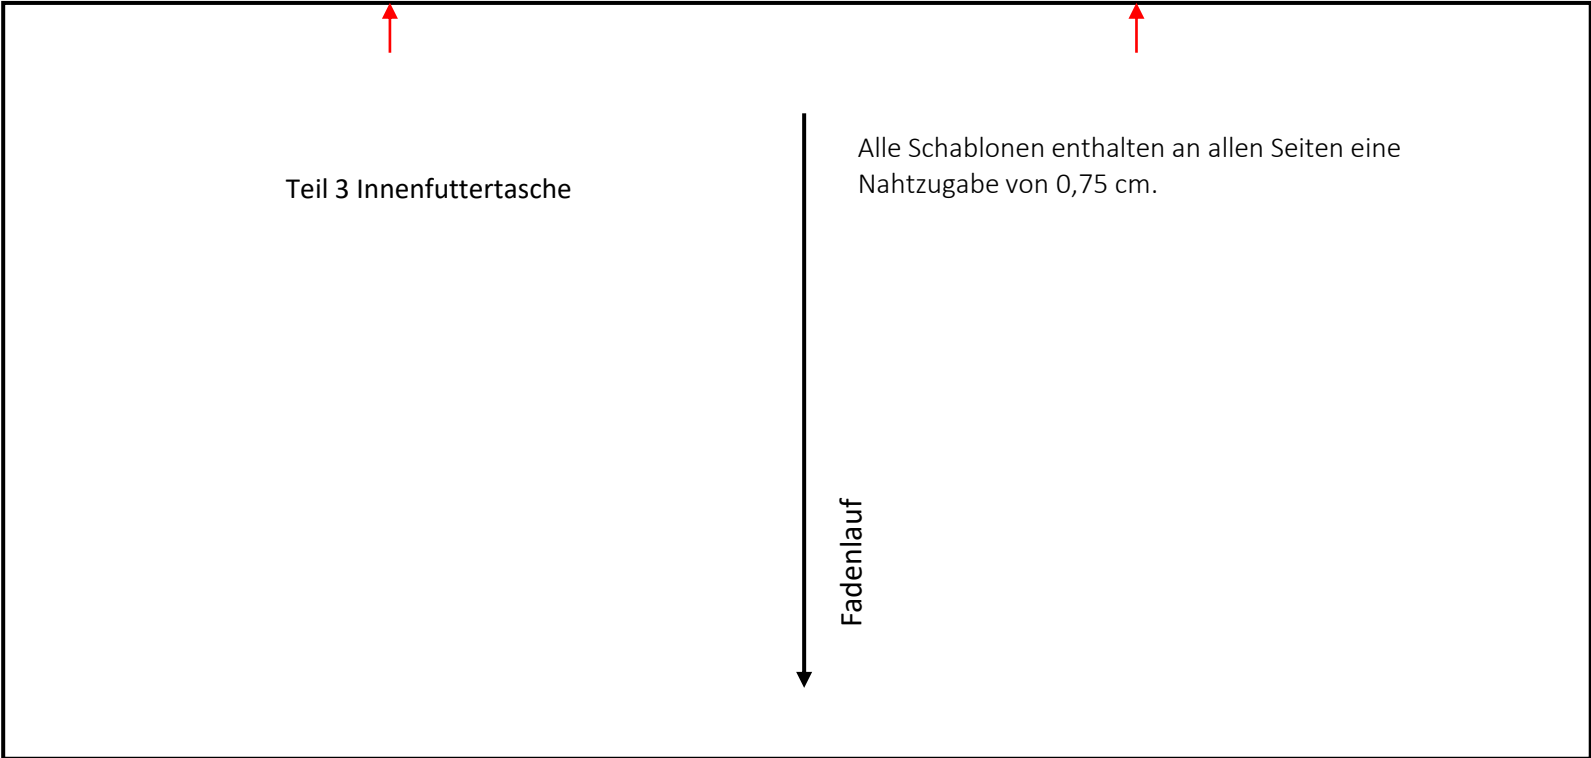 Teil 3 Innenfuttertasche
Alle Schablonen enthalten an allen Seiten eine
Nahtzugabe von 0,75 cm.
Fadenlauf